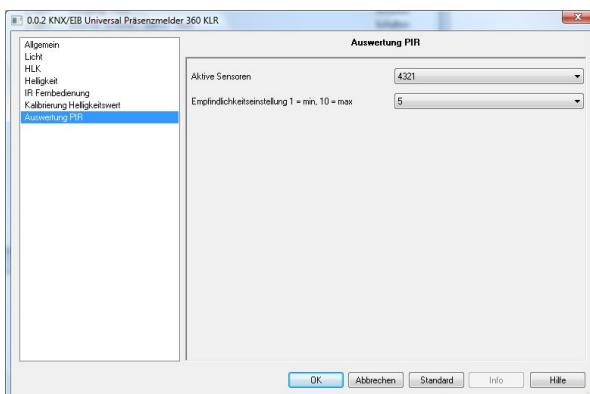 0.0.2 KNX/EIB Universal Präsenzmelder 360 KLR
Allgemein
Licht
HLK
Helligkeit
IR Fernbedienung
Kalibrierung Helligkeitswert
Auswertung PIR
Auswertung PIR
Aktive Sensoren
4321
Empfindlichkeitseinstellung 1 = min, 10 = max
5
OK
Abbrechen
Standard
Info
Hilfe